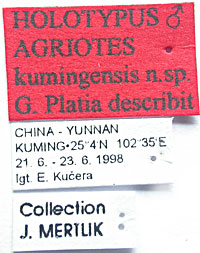 HOLOTYPUS ♂
AGRIOTES
kumingensis n.sp.
G. Platia describit
CHINA - YUNNAN
KUMING•25°4'N 102°35'E
21. 6. - 23. 6. 1998
lgt. E. Kučera
Collection
J. MERTLIK